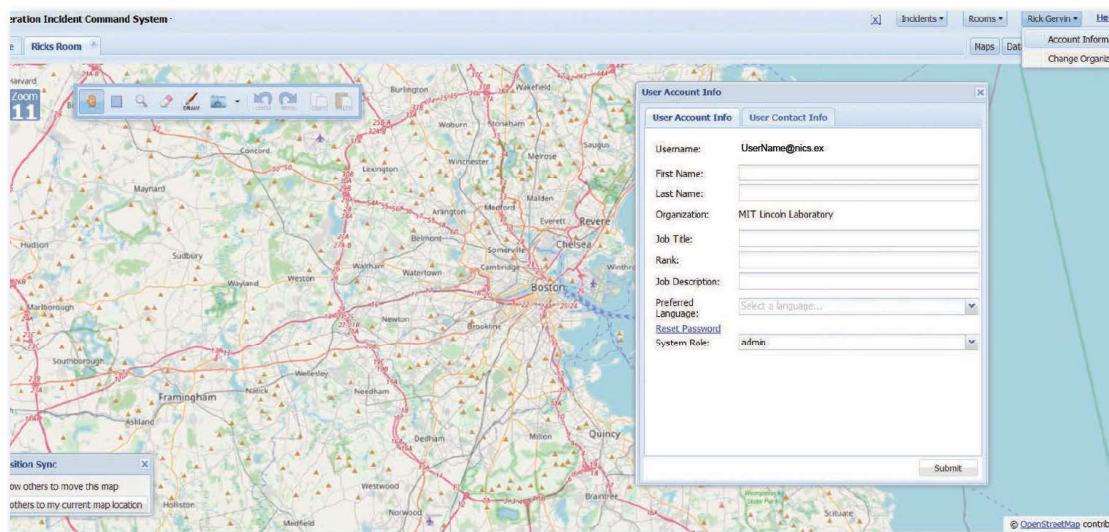 eration Incident Command System -
[x] Incidents Rooms Rick Gervin He
Ricks Room
Maps Dat
Account Inform
Change Organiz
Zoom
11
User Account Info
User Account Info User Contact Info
Username: UserName@nics.ex
First Name:
Last Name:
Organization: MIT Lincoln Laboratory
Job Title:
Rank:
Job Description:
Preferred
Language: Select a language...
Reset Password
System Role: admin
Submit
Harvard
Burlington
Wakefield
Woburn
Stoneham
Saugus
Concord
Lexington
Winchester
Melrose
Maynard
Malden
Arlington
Medford
Everett
Revere
Hudson
Sudbury
Belmont
Somerville
Chelsea
Waltham
Watertown
Cambridge
Winthro
Wayland
Weston
Boston
Marlborough
Newton
Brookline
Southborough
Wellesley
Framingham
Natick
Needham
Ashland
Dedham
Milton
Quincy
Westwood
Braintree
Holliston
Norwood
Medfield
Scituate
sition Sync X
ow others to move this map
others to my current map location
© OpenStreetMap contrib